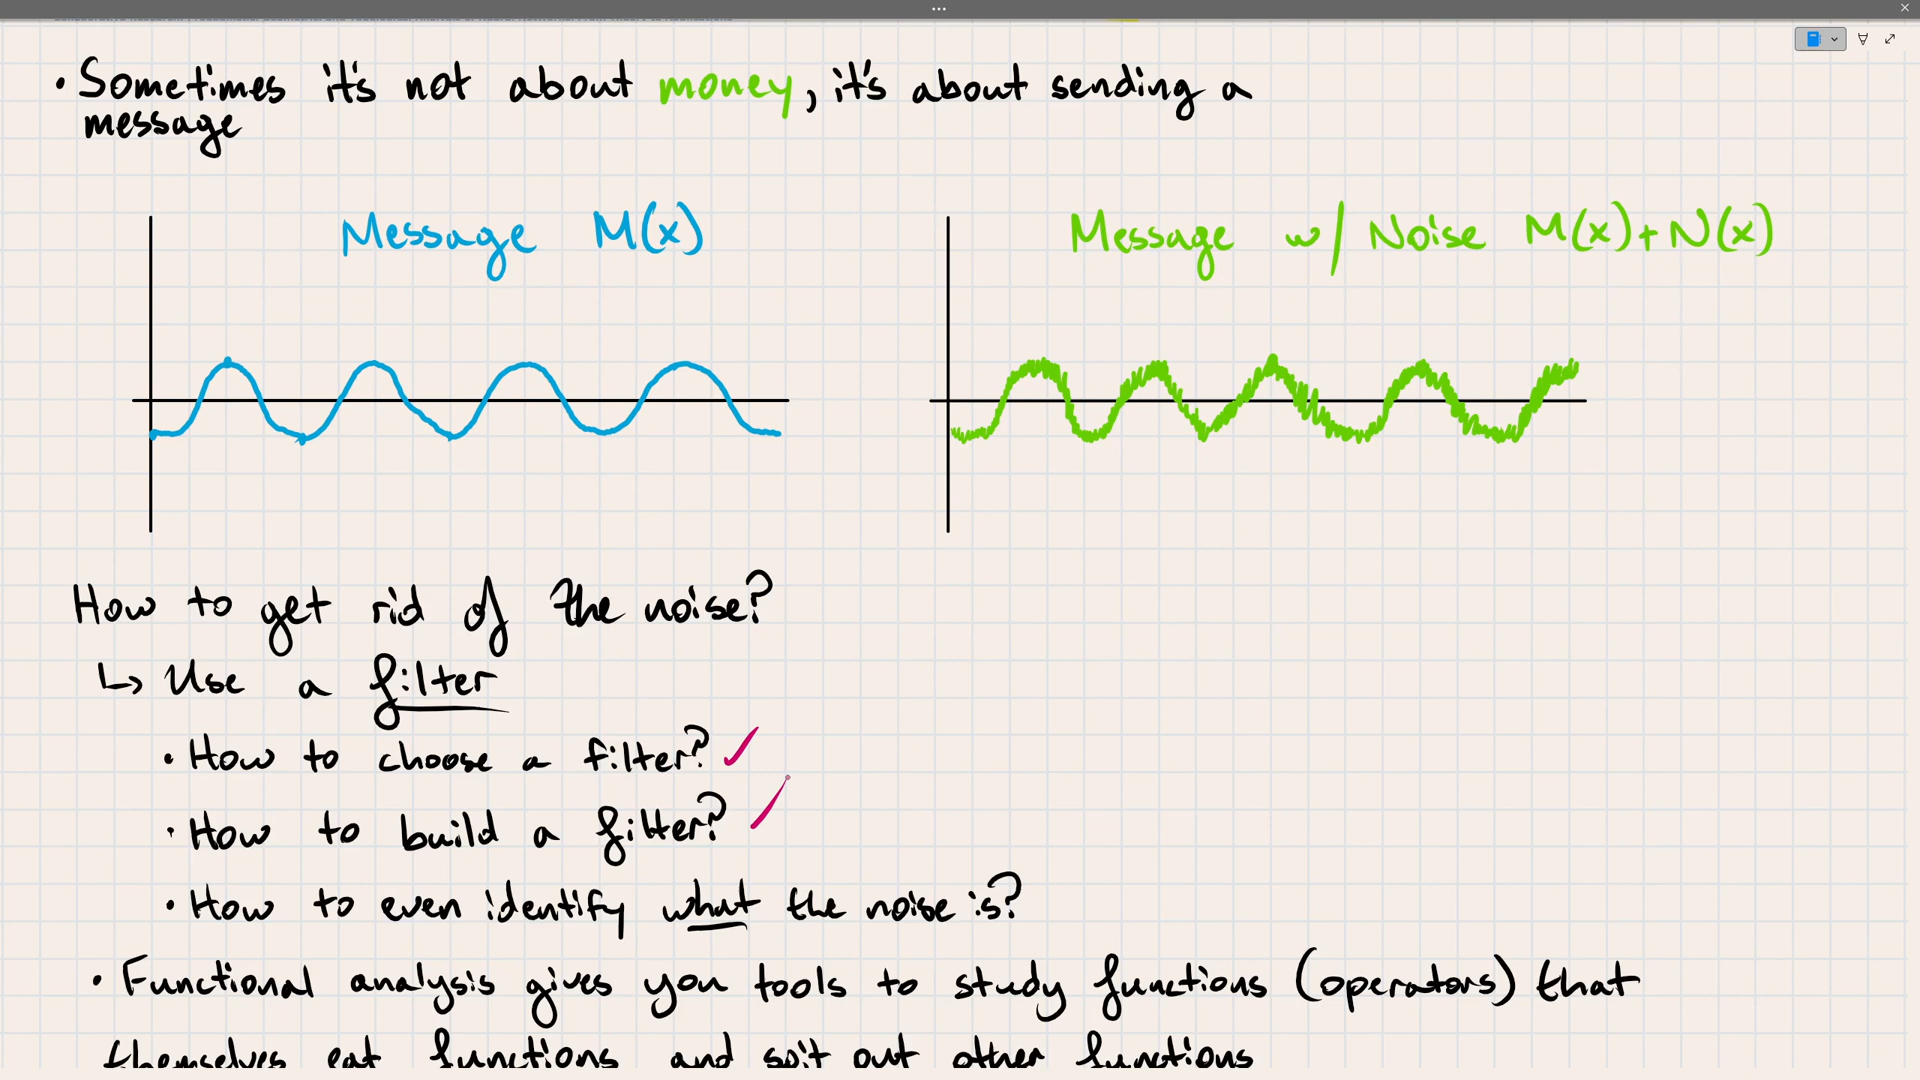 • Sometimes it's not about money, it's about sending a
message
Message M(x)
Message w/ Noise M(x)+N(x)
How to get rid of the noise?
↳ Use a filter
• How to choose a filter? ✓
• How to build a filter?
• How to even identify what the noise is?
• Functional analysis gives you tools to study functions (operators) that
themselves eat functions and spit out other functions